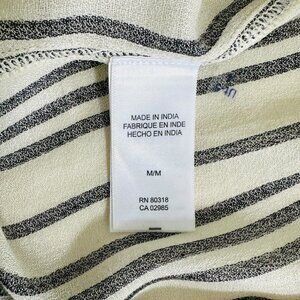 MADE IN INDIA
FABRIQUE EN INDE
HECHO EN INDIA
M/M
RN 80318
CA 02985